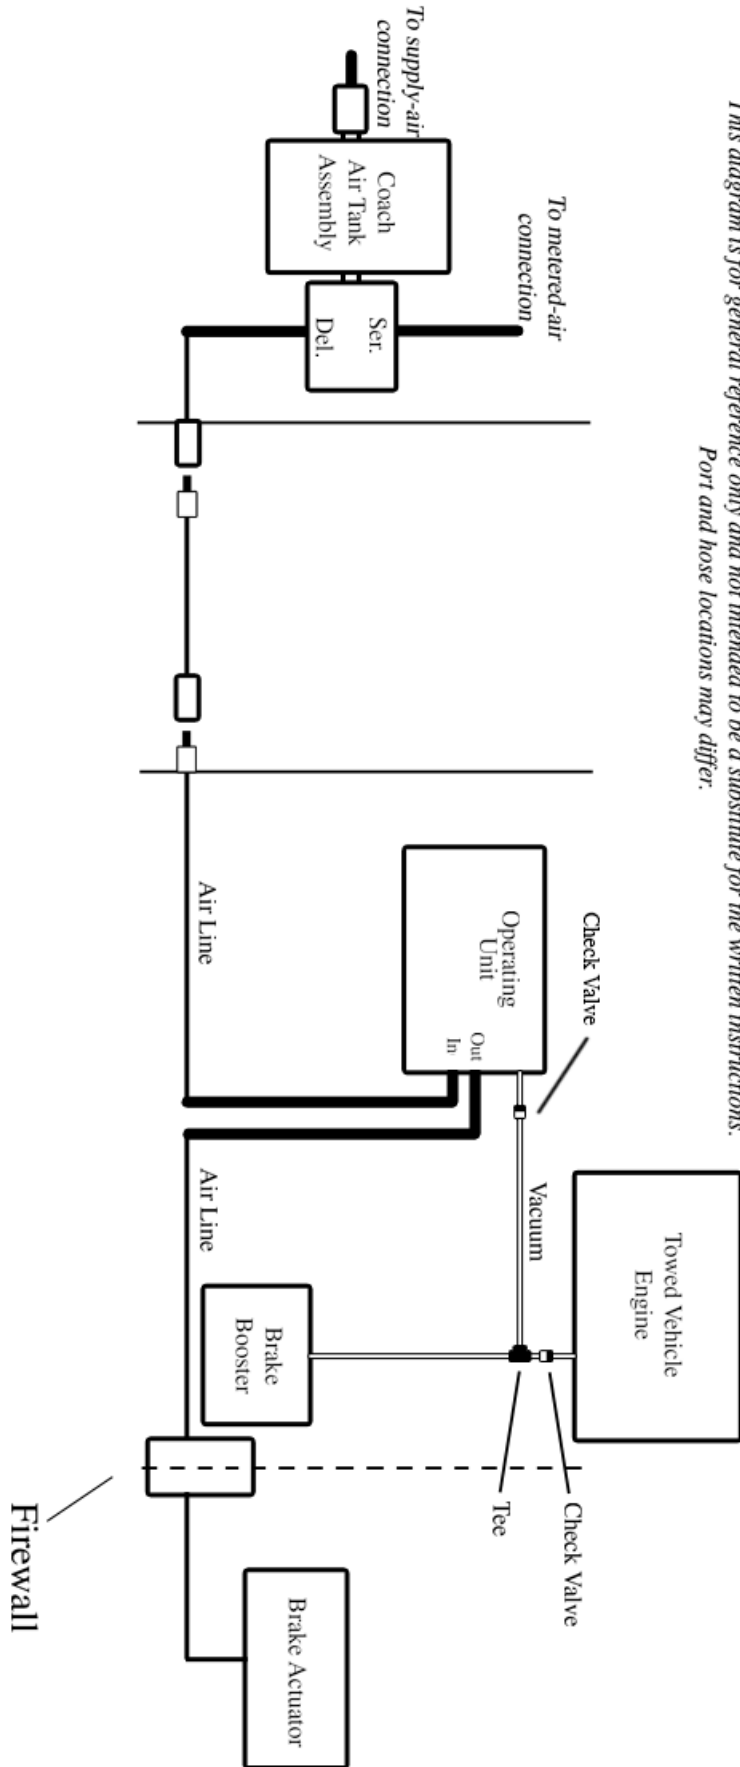 This diagram is for general reference only and not intended to be a substitute for the written instructions.
Port and hose locations may differ.
To supply-air
connection
Coach
Air Tank
Assembly
To metered-air
connection
Ser.
Del.
Air Line
Operating
Unit
Out
In
Check Valve
Vacuum
Air Line
Towed Vehicle
Engine
Brake
Booster
Tee
Check Valve
Firewall
Brake Actuator